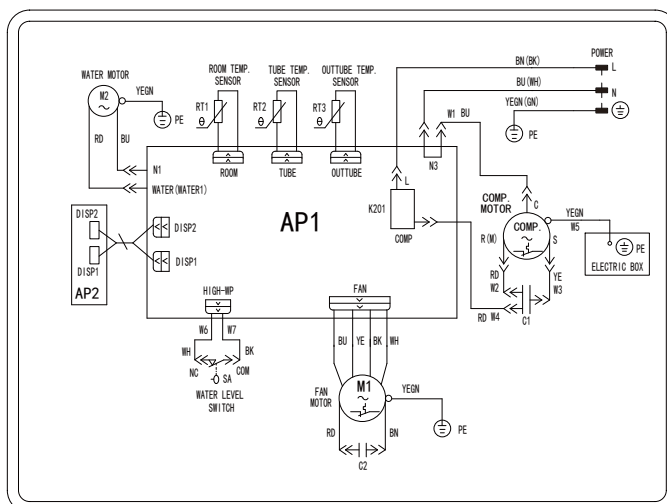 POWER
BN(BK)
L
BU(WH)
N
YEGN(GN)
PE
W1 BU
WATER MOTOR
M2
YEGN
PE
RD
BU
N1
WATER(WATER1)
ROOM TEMP.
SENSOR
TUBE TEMP.
SENSOR
OUTTUBE TEMP.
SENSOR
RT1
θ
RT2
θ
RT3
θ
ROOM
TUBE
OUTTUBE
N3
L
K201
COMP
AP1
COMP.
MOTOR
C
COMP.
R(M)
S
YEGN
W5
PE
ELECTRIC BOX
RD
W2
YE
W3
C1
RD W4
DISP2
DISP1
AP2
DISP2
DISP1
HIGH-WP
W6
W7
WH
BK
NC
COM
SA
WATER LEVEL
SWITCH
FAN
BU
YE
BK
WH
FAN
MOTOR
M1
YEGN
PE
RD
BN
C2